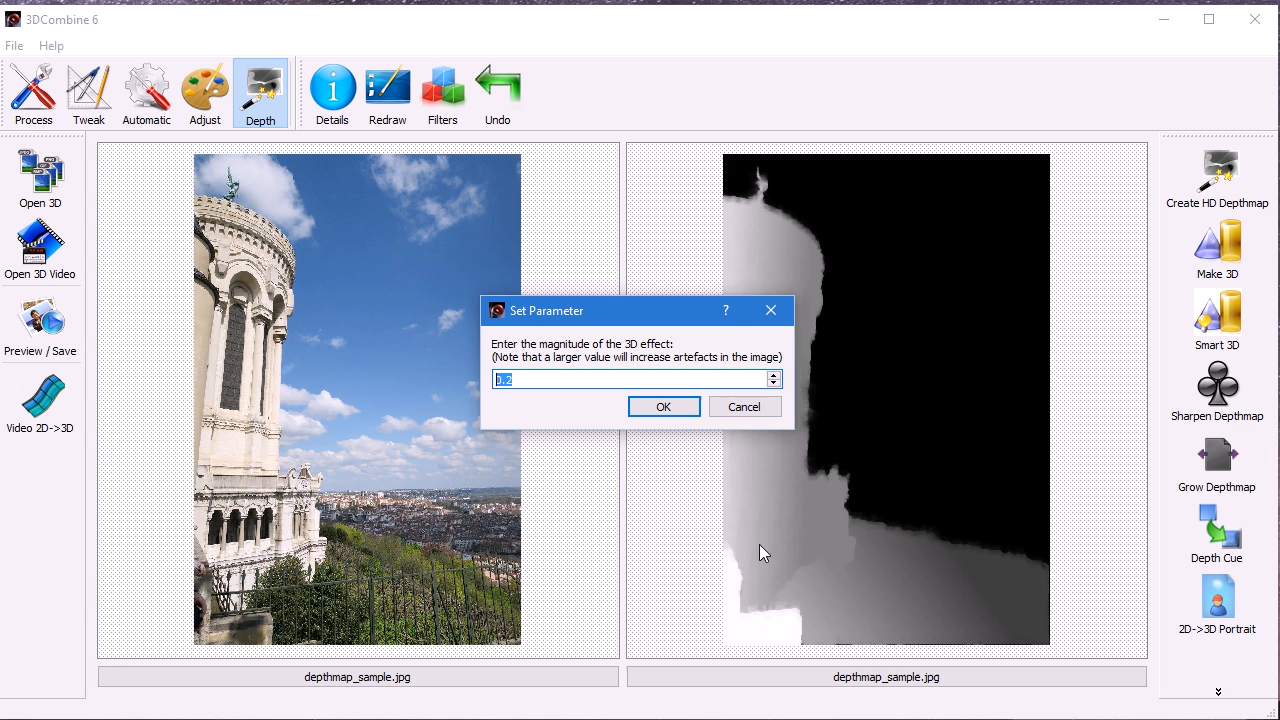 3DCombine 6
File Help
Process Tweak Automatic Adjust Depth Details Redraw Filters Undo
Open 3D
Open 3D Video
Preview / Save
Video 2D->3D
Set Parameter
?
Enter the magnitude of the 3D effect:
(Note that a larger value will increase artefacts in the image)
0.2
OK Cancel
Create HD Depthmap
Make 3D
Smart 3D
Sharpen Depthmap
Grow Depthmap
Depth Cue
2D->3D Portrait
depthmap_sample.jpg depthmap_sample.jpg